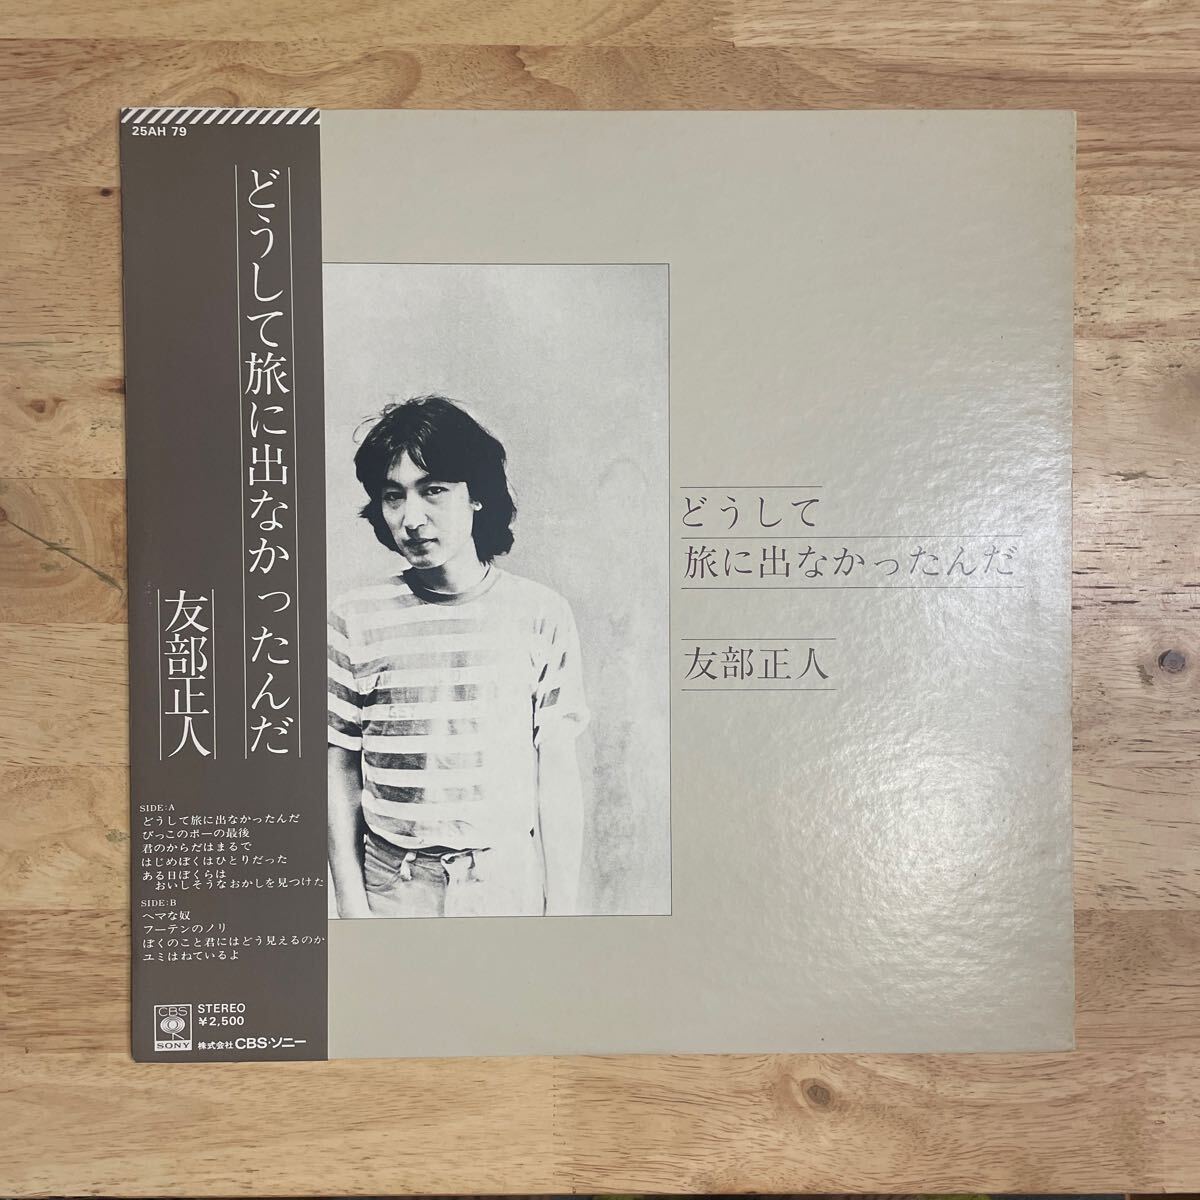 25AH 79
どうして旅に出なかったんだ
友部正人
SIDE:A
どうして旅に出なかったんだ
びっこのポーの最後
君のからだはまるで
はじめぼくはひとりだった
ある日ぼくらは
おいしそうなおかしを見つけた
SIDE:B
ヘマな奴
フーテンのノリ
ぼくのこと君にはどう見えるのか
ユミはねているよ
CBS
SONY
STEREO
¥2,500
株式会社 CBS・ソニー
どうして
旅に出なかったんだ
友部正人